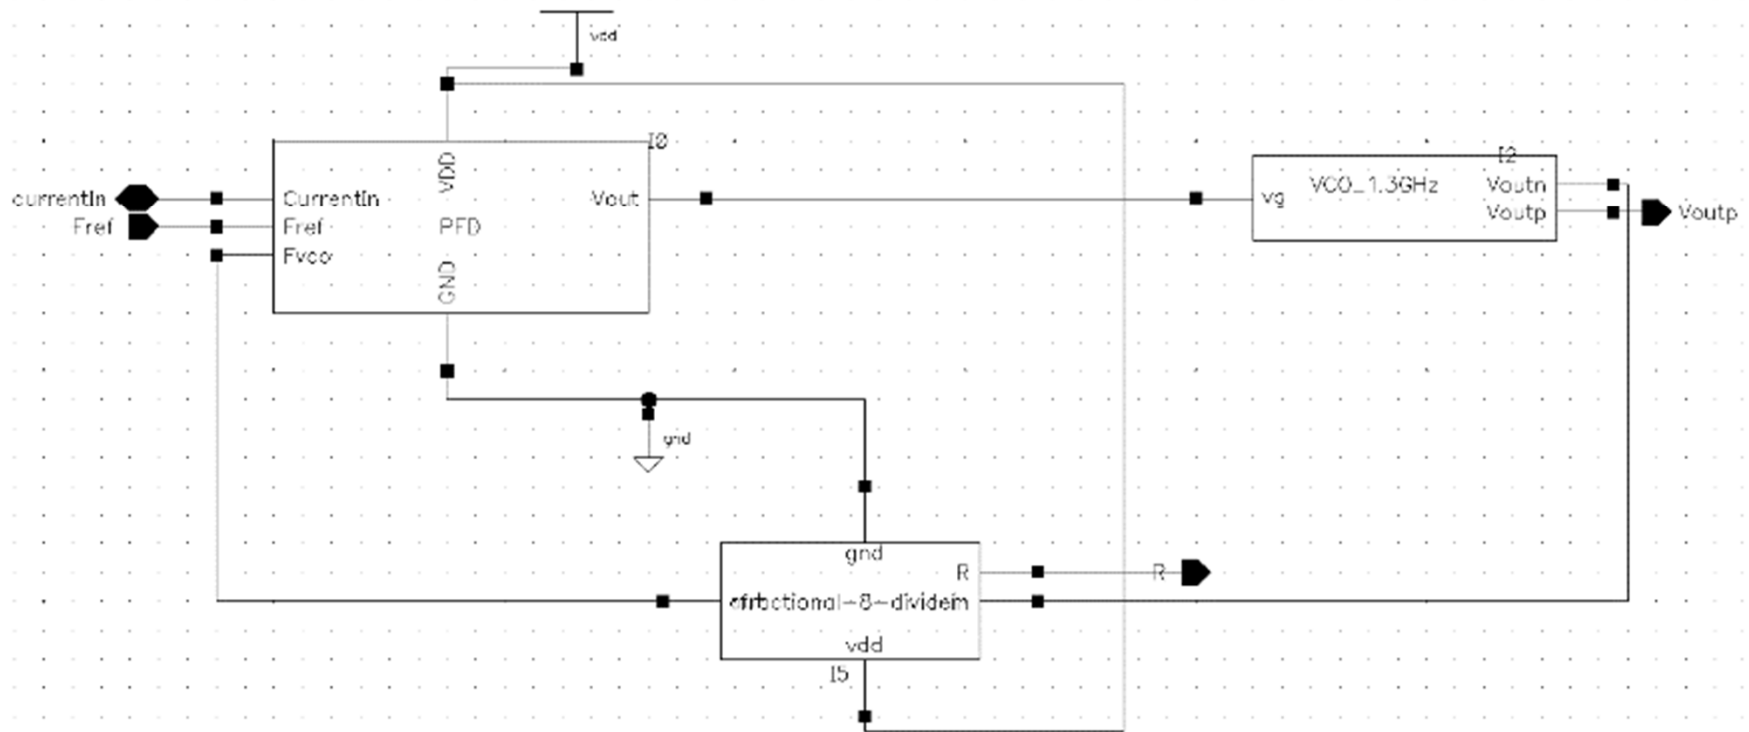 vdd
I0
I2
currentIn
CurrentIn
VDD
Vout
vg
VCO_1.3GHz
Voutn
Voutp
Voutp
Fref
Fref
PFD
Fvco
GND
gnd
gnd
R
R
vdd
I5